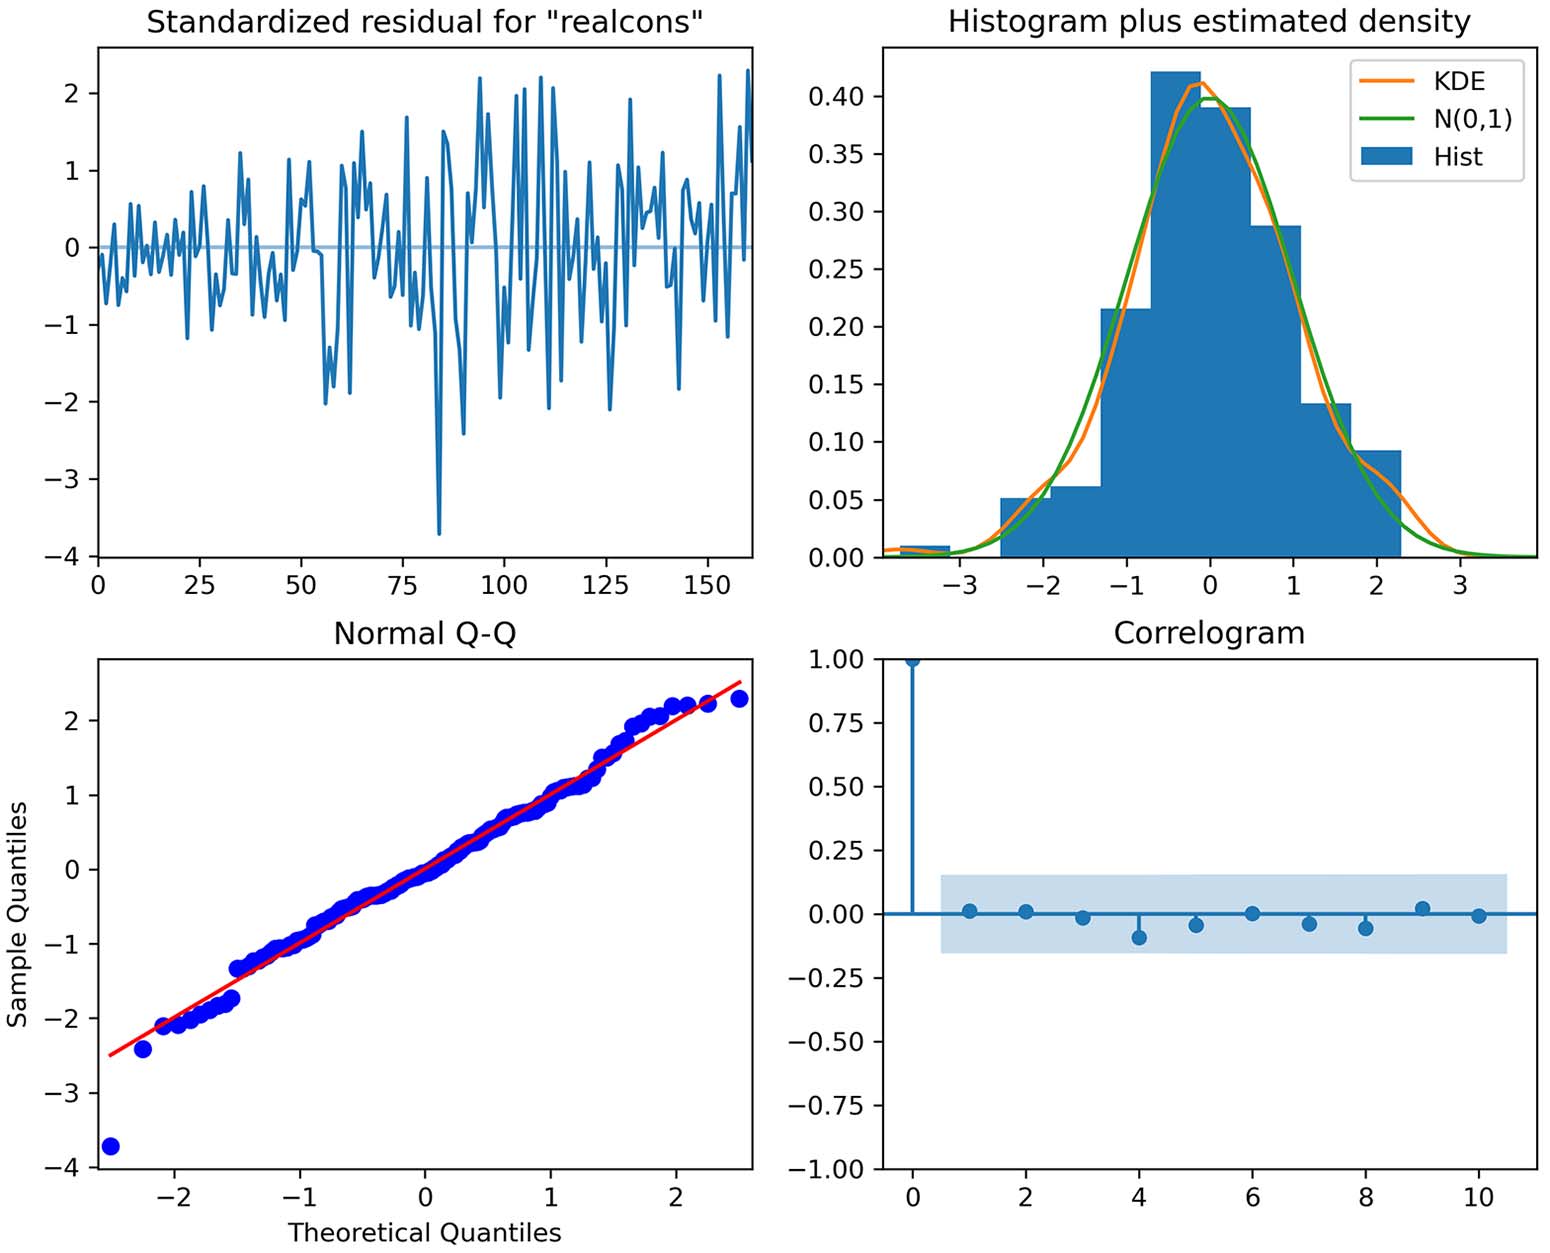 Standardized residual for "realcons"
2
1
0
−1
−2
−3
−4
0 25 50 75 100 125 150
Histogram plus estimated density
KDE
N(0,1)
Hist
0.40
0.35
0.30
0.25
0.20
0.15
0.10
0.05
0.00
−3 −2 −1 0 1 2 3
Normal Q-Q
Sample Quantiles
2
1
0
−1
−2
−3
−4
−2 −1 0 1 2
Theoretical Quantiles
Correlogram
1.00
0.75
0.50
0.25
0.00
−0.25
−0.50
−0.75
−1.00
0 2 4 6 8 10